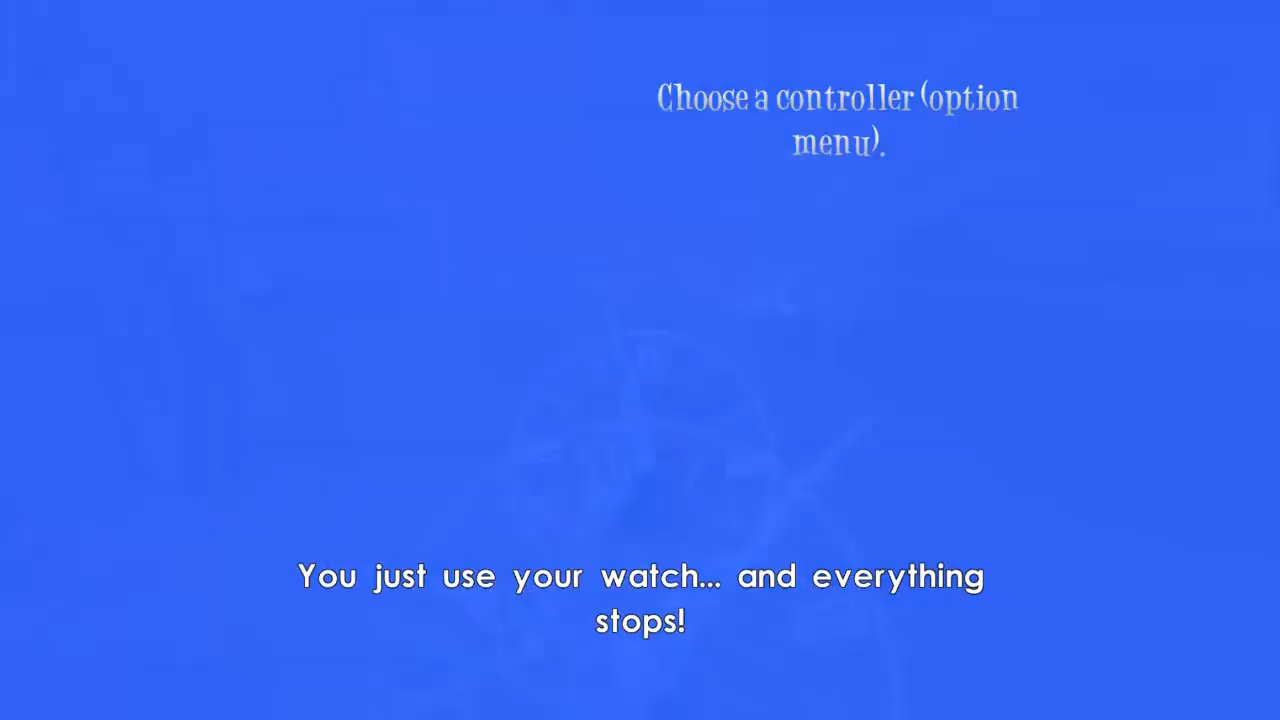 Choose a controller (option
menu).
You just use your watch... and everything
stops!